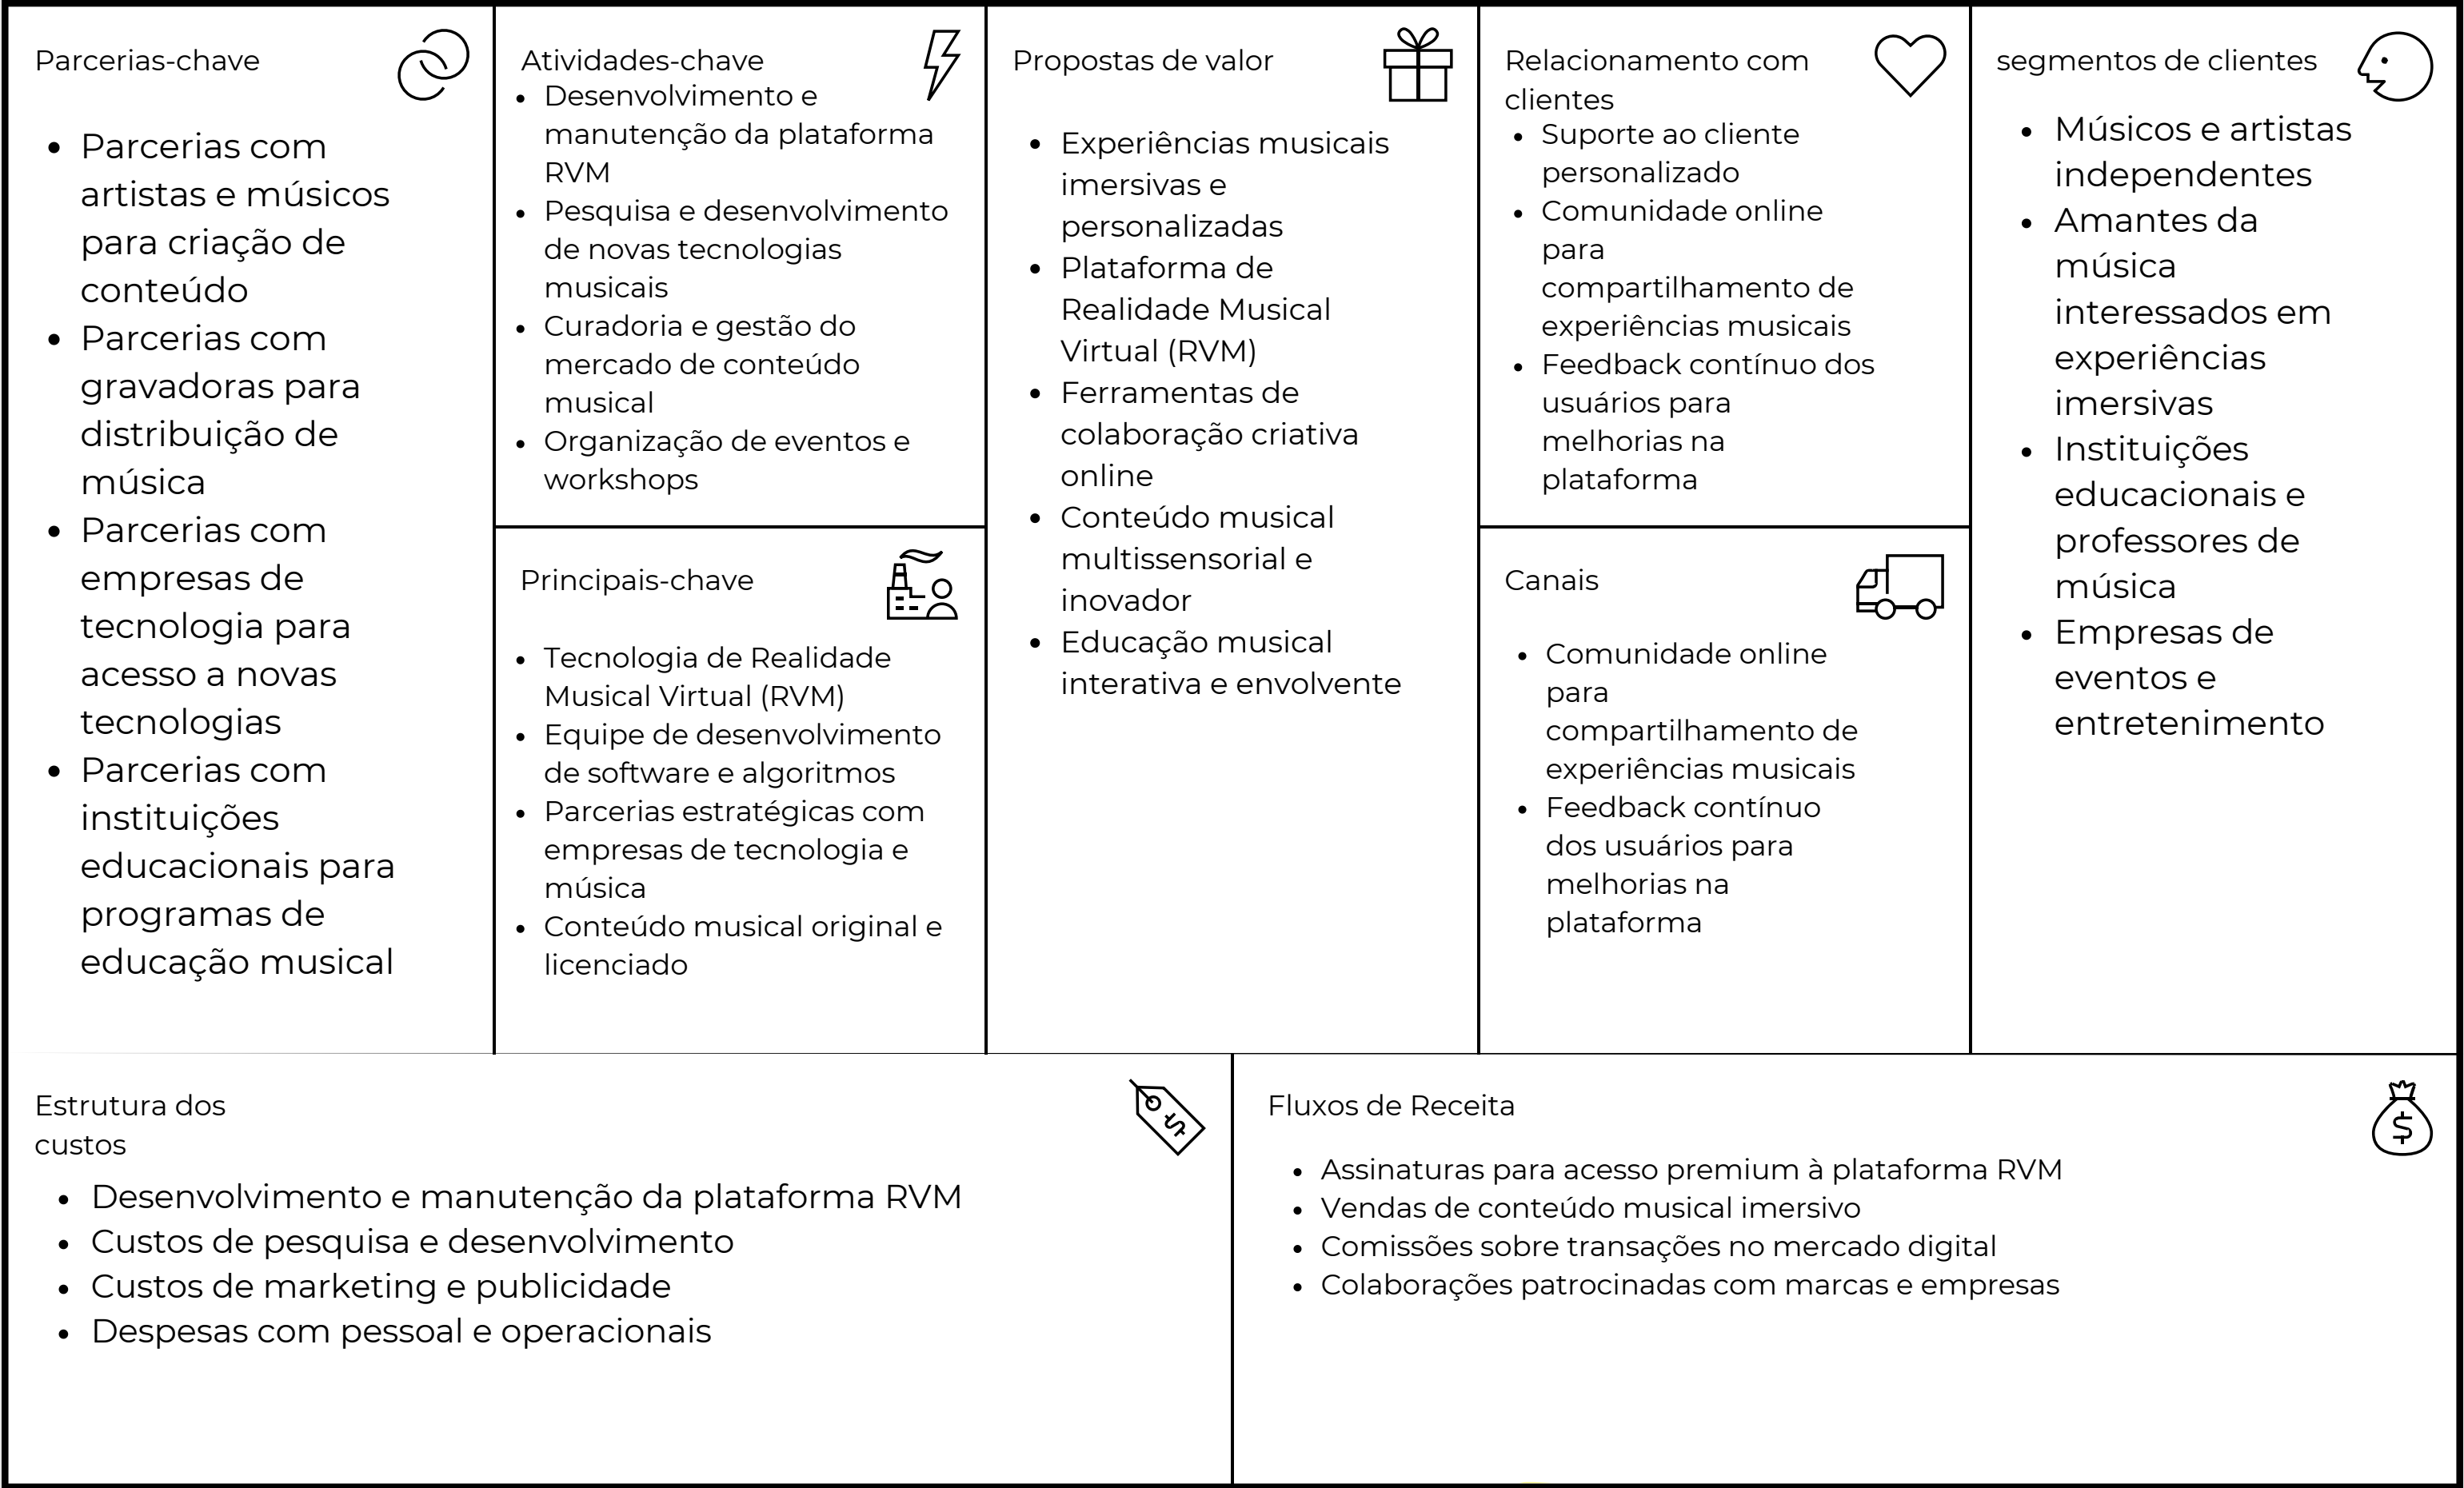 Parcerias-chave
• Parcerias com
artistas e músicos
para criação de
conteúdo
• Parcerias com
gravadoras para
distribuição de
música
• Parcerias com
empresas de
tecnologia para
acesso a novas
tecnologias
• Parcerias com
instituições
educacionais para
programas de
educação musical
Atividades-chave
• Desenvolvimento e
manutenção da plataforma
RVM
• Pesquisa e desenvolvimento
de novas tecnologias
musicais
• Curadoria e gestão do
mercado de conteúdo
musical
• Organização de eventos e
workshops
Principais-chave
• Tecnologia de Realidade
Musical Virtual (RVM)
• Equipe de desenvolvimento
de software e algoritmos
• Parcerias estratégicas com
empresas de tecnologia e
música
• Conteúdo musical original e
licenciado
Propostas de valor
• Experiências musicais
imersivas e
personalizadas
• Plataforma de
Realidade Musical
Virtual (RVM)
• Ferramentas de
colaboração criativa
online
• Conteúdo musical
multissensorial e
inovador
• Educação musical
interativa e envolvente
Relacionamento com
clientes
• Suporte ao cliente
personalizado
• Comunidade online
para
compartilhamento de
experiências musicais
• Feedback contínuo dos
usuários para
melhorias na
plataforma
Canais
• Comunidade online
para
compartilhamento de
experiências musicais
• Feedback contínuo
dos usuários para
melhorias na
plataforma
segmentos de clientes
• Músicos e artistas
independentes
• Amantes da
música
interessados em
experiências
imersivas
• Instituições
educacionais e
professores de
música
• Empresas de
eventos e
entretenimento
Estrutura dos
custos
• Desenvolvimento e manutenção da plataforma RVM
• Custos de pesquisa e desenvolvimento
• Custos de marketing e publicidade
• Despesas com pessoal e operacionais
$
Fluxos de Receita
• Assinaturas para acesso premium à plataforma RVM
• Vendas de conteúdo musical imersivo
• Comissões sobre transações no mercado digital
• Colaborações patrocinadas com marcas e empresas
$